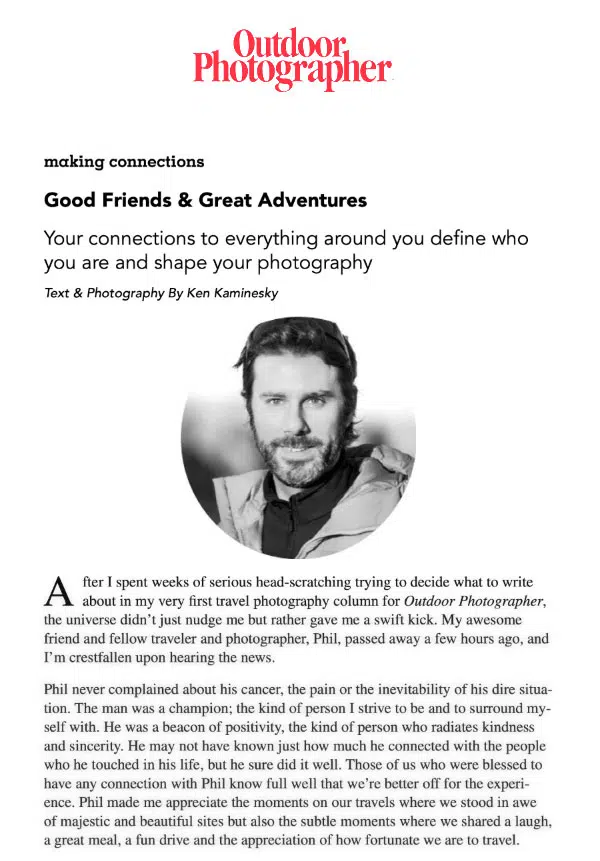 Outdoor
Photographer
making connections
Good Friends & Great Adventures
Your connections to everything around you define who
you are and shape your photography
Text & Photography By Ken Kaminesky
After I spent weeks of serious head-scratching trying to decide what to write
about in my very first travel photography column for Outdoor Photographer,
the universe didn't just nudge me but rather gave me a swift kick. My awesome
friend and fellow traveler and photographer, Phil, passed away a few hours ago, and
I'm crestfallen upon hearing the news.
Phil never complained about his cancer, the pain or the inevitability of his dire situa-
tion. The man was a champion; the kind of person I strive to be and to surround my-
self with. He was a beacon of positivity, the kind of person who radiates kindness
and sincerity. He may not have known just how much he connected with the people
who he touched in his life, but he sure did it well. Those of us who were blessed to
have any connection with Phil know full well that we're better off for the experi-
ence. Phil made me appreciate the moments on our travels where we stood in awe
of majestic and beautiful sites but also the subtle moments where we shared a laugh,
a great meal, a fun drive and the appreciation of how fortunate we are to travel.